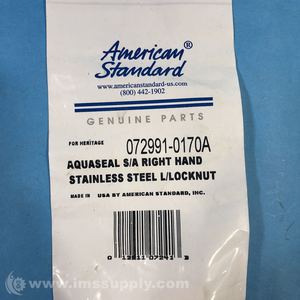 American
Standard®
www.americanstandard-us.com
(800) 442-1902
GENUINE PARTS
FOR HERITAGE 072991-0170A
AQUASEAL S/A RIGHT HAND
STAINLESS STEEL L/LOCKNUT
MADE IN USA BY AMERICAN STANDARD, INC.
www.imssupply.com